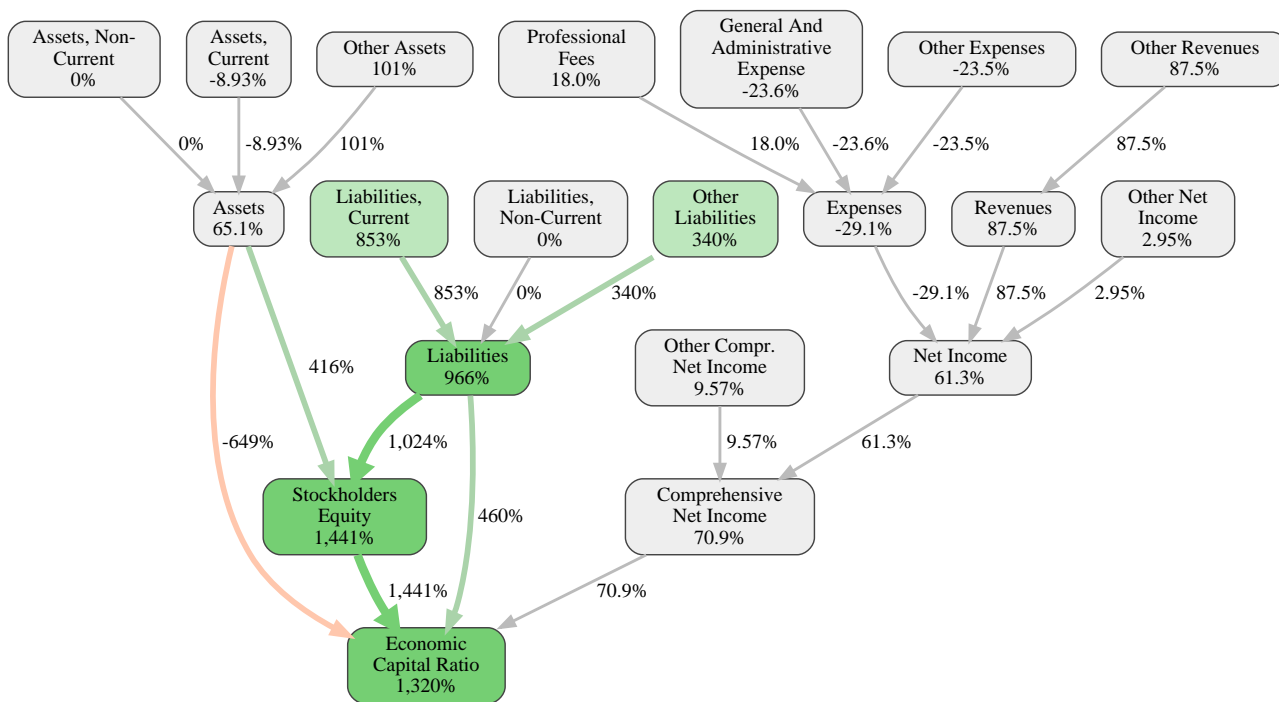 Assets, Non-
Current
0%
Assets,
Current
-8.93%
Other Assets
101%
Professional
Fees
18.0%
General And
Administrative
Expense
-23.6%
Other Expenses
-23.5%
Other Revenues
87.5%
0%
-8.93%
101%
18.0%
-23.6%
-23.5%
87.5%
Assets
65.1%
Liabilities,
Current
853%
Liabilities,
Non-Current
0%
Other
Liabilities
340%
Expenses
-29.1%
Revenues
87.5%
Other Net
Income
2.95%
853%
0%
340%
-29.1%
87.5%
2.95%
Liabilities
966%
Other Compr.
Net Income
9.57%
Net Income
61.3%
416%
-649%
1,024%
9.57%
61.3%
Stockholders
Equity
1,441%
460%
Comprehensive
Net Income
70.9%
1,441%
70.9%
Economic
Capital Ratio
1,320%